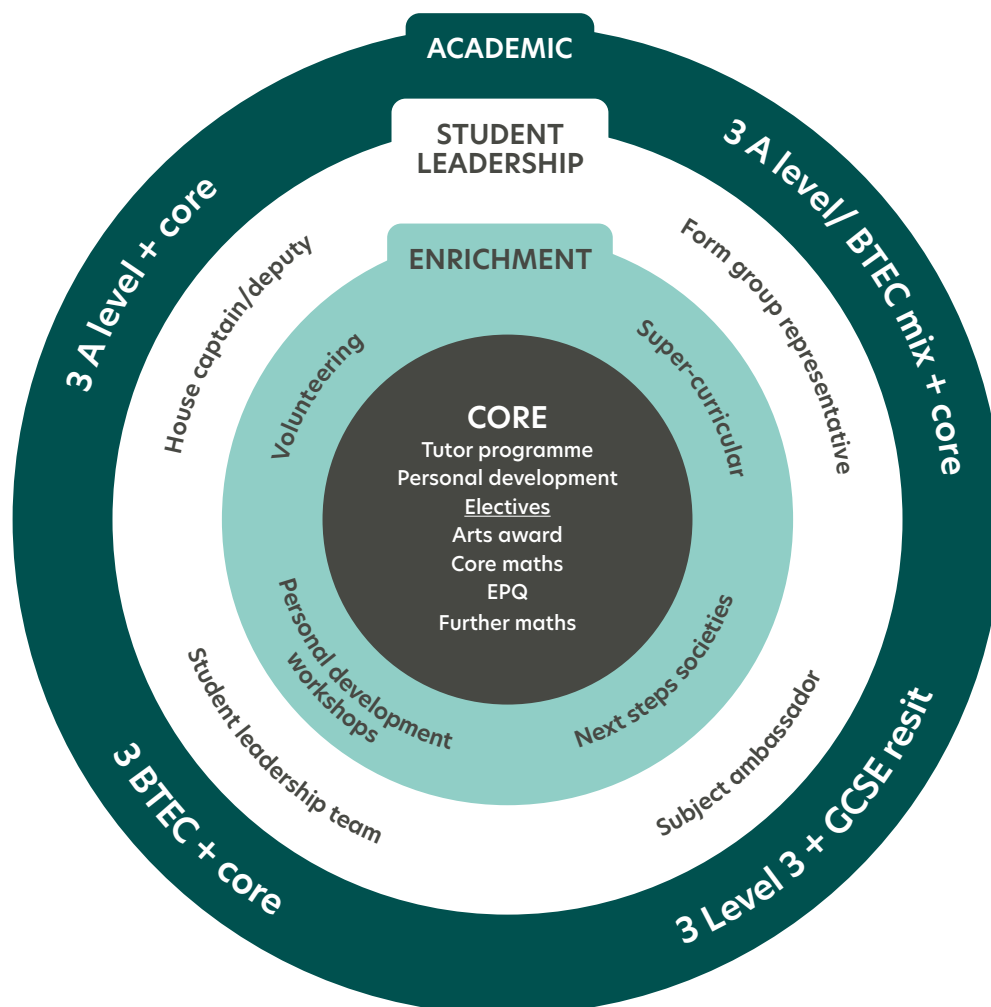 ACADEMIC
3 A level + core
3 A level/ BTEC mix + core
3 BTEC + core
3 Level 3 + GCSE resit
STUDENT
LEADERSHIP
House captain/deputy
Form group representative
Student leadership team
Subject ambassador
ENRICHMENT
Volunteering
Super-curricular
Personal development
workshops
Next steps societies
CORE
Tutor programme
Personal development
Electives
Arts award
Core maths
EPQ
Further maths